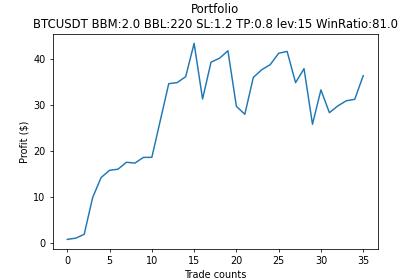 Portfolio
BTCUSDT BBM:2.0 BBL:220 SL:1.2 TP:0.8 lev:15 WinRatio:81.0
40
30
20
10
0
Profit ($)
0 5 10 15 20 25 30 35
Trade counts